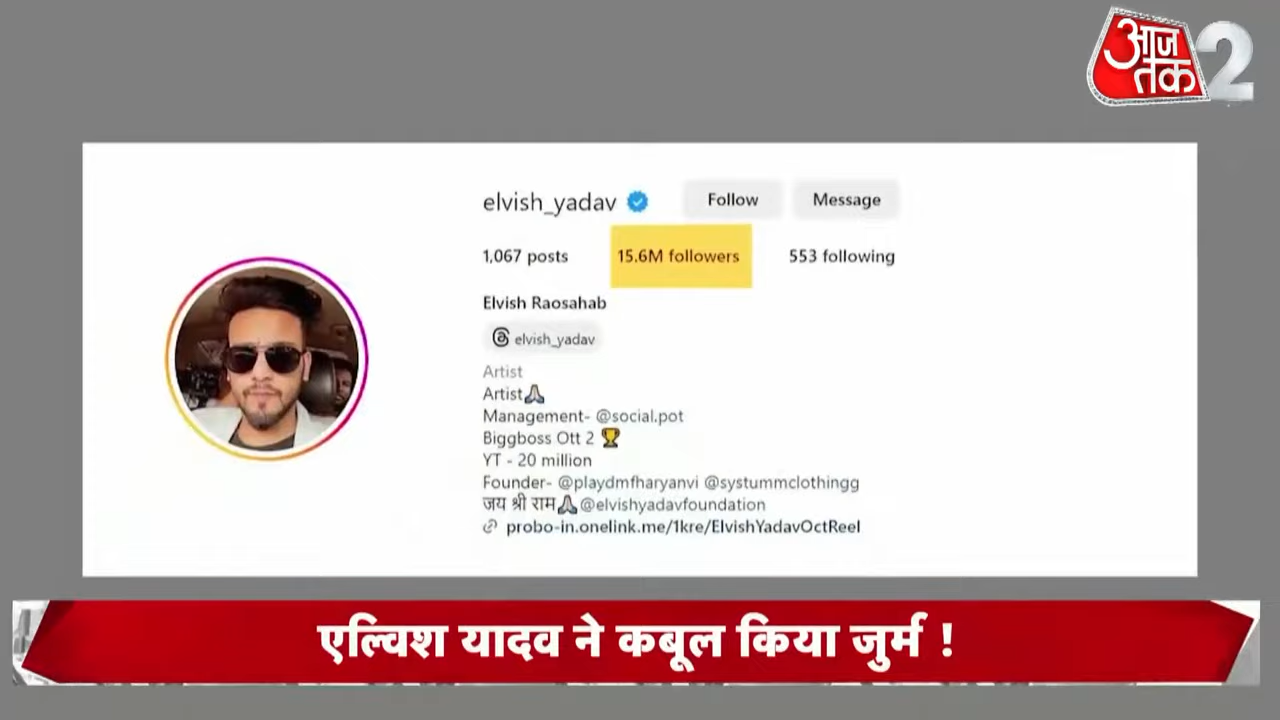 आज तक 2
elvish_yadav Follow Message
1,067 posts 15.6M followers 553 following
Elvish Raosahab
elvish_yadav
Artist
Artist🙏
Management- @social.pot
Biggboss Ott 2 🏆
YT - 20 million
Founder- @playdmfharyanvi @systummclothingg
जय श्री राम🙏@elvishyadavfoundation
probo-in.onelink.me/1kre/ElvishYadavOctReel
एल्विश यादव ने कबूल किया जुर्म !